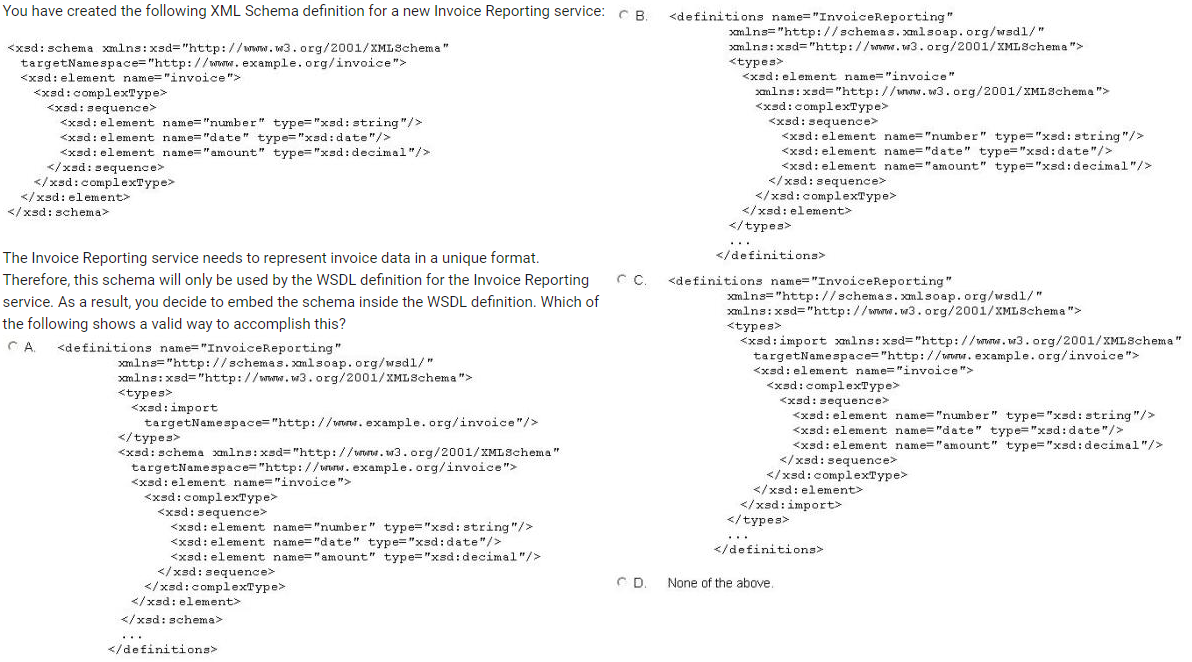 You have created the following XML Schema definition for a new Invoice Reporting service:
<xsd:schema xmlns:xsd="http://www.w3.org/2001/XMLSchema"
targetNamespace="http://www.example.org/invoice">
<xsd:element name="invoice">
<xsd:complexType>
<xsd:sequence>
<xsd:element name="number" type="xsd:string"/>
<xsd:element name="date" type="xsd:date"/>
<xsd:element name="amount" type="xsd:decimal"/>
</xsd:sequence>
</xsd:complexType>
</xsd:element>
</xsd:schema>
The Invoice Reporting service needs to represent invoice data in a unique format.
Therefore, this schema will only be used by the WSDL definition for the Invoice Reporting
service. As a result, you decide to embed the schema inside the WSDL definition. Which of
the following shows a valid way to accomplish this?
A. <definitions name="InvoiceReporting"
xmlns="http://schemas.xmlsoap.org/wsdl/"
xmlns:xsd="http://www.w3.org/2001/XMLSchema">
<types>
<xsd:import
targetNamespace="http://www.example.org/invoice"/>
</types>
<xsd:schema xmlns:xsd="http://www.w3.org/2001/XMLSchema"
targetNamespace="http://www.example.org/invoice">
<xsd:element name="invoice">
<xsd:complexType>
<xsd:sequence>
<xsd:element name="number" type="xsd:string"/>
<xsd:element name="date" type="xsd:date"/>
<xsd:element name="amount" type="xsd:decimal"/>
</xsd:sequence>
</xsd:complexType>
</xsd:element>
</xsd:schema>
...
</definitions>
B. <definitions name="InvoiceReporting"
xmlns="http://schemas.xmlsoap.org/wsdl/"
xmlns:xsd="http://www.w3.org/2001/XMLSchema">
<types>
<xsd:element name="invoice"
xmlns:xsd="http://www.w3.org/2001/XMLSchema">
<xsd:complexType>
<xsd:sequence>
<xsd:element name="number" type="xsd:string"/>
<xsd:element name="date" type="xsd:date"/>
<xsd:element name="amount" type="xsd:decimal"/>
</xsd:sequence>
</xsd:complexType>
</xsd:element>
</types>
...
</definitions>
C. <definitions name="InvoiceReporting"
xmlns="http://schemas.xmlsoap.org/wsdl/"
xmlns:xsd="http://www.w3.org/2001/XMLSchema">
<types>
<xsd:import xmlns:xsd="http://www.w3.org/2001/XMLSchema"
targetNamespace="http://www.example.org/invoice">
<xsd:element name="invoice">
<xsd:complexType>
<xsd:sequence>
<xsd:element name="number" type="xsd:string"/>
<xsd:element name="date" type="xsd:date"/>
<xsd:element name="amount" type="xsd:decimal"/>
</xsd:sequence>
</xsd:complexType>
</xsd:element>
</xsd:import>
</types>
...
</definitions>
D. None of the above.